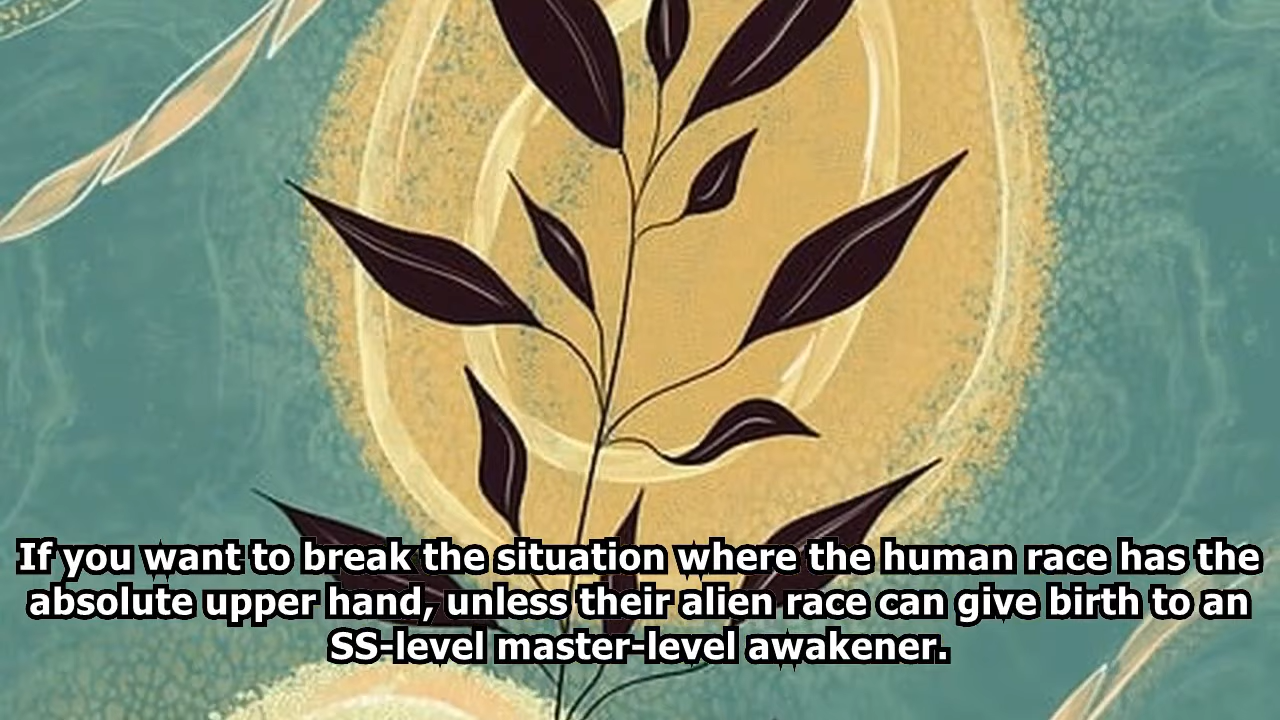 If you want to break the situation where the human race has the
absolute upper hand, unless their alien race can give birth to an
SS-level master-level awakener.